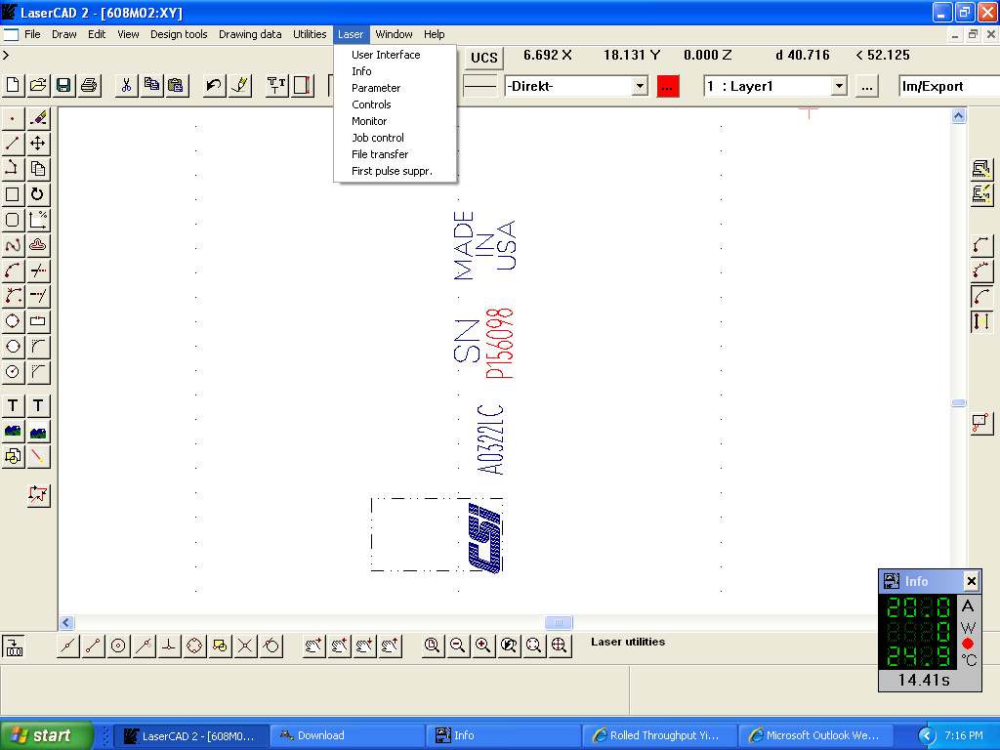 LaserCAD 2 - [608M02:XY]
File Draw Edit View Design tools Drawing data Utilities Laser Window Help
> UCS 6.692 X 18.131 Y 0.000 Z d 40.716 < 52.125
User Interface
Info
Parameter
Controls
Monitor
Job control
File transfer
First pulse suppr.
-Direkt- ... 1 : Layer1 ... Im/Export
MADE
IN
USA
SN
P156098
A0322LC
CSi
T T
Laser utilities
Info
20.0 A
0 W
24.9 °C
14.41s
start LaserCAD 2 - [608M0... Download Info Rolled Throughput Yi... Microsoft Outlook We... 7:16 PM